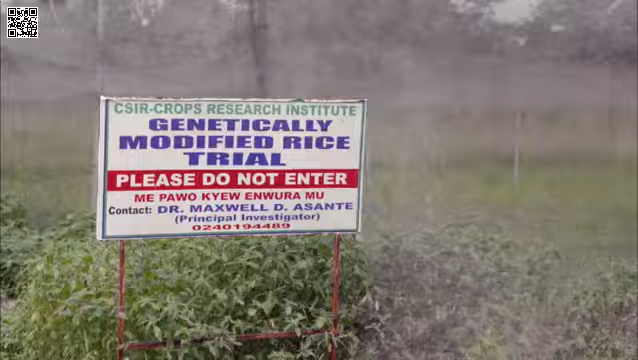 CSIR-CROPS RESEARCH INSTITUTE
GENETICALLY
MODIFIED RICE
TRIAL
PLEASE DO NOT ENTER
ME PAWO KYEW ENWURA MU
Contact: DR. MAXWELL D. ASANTE
(Principal Investigator)
0240194489